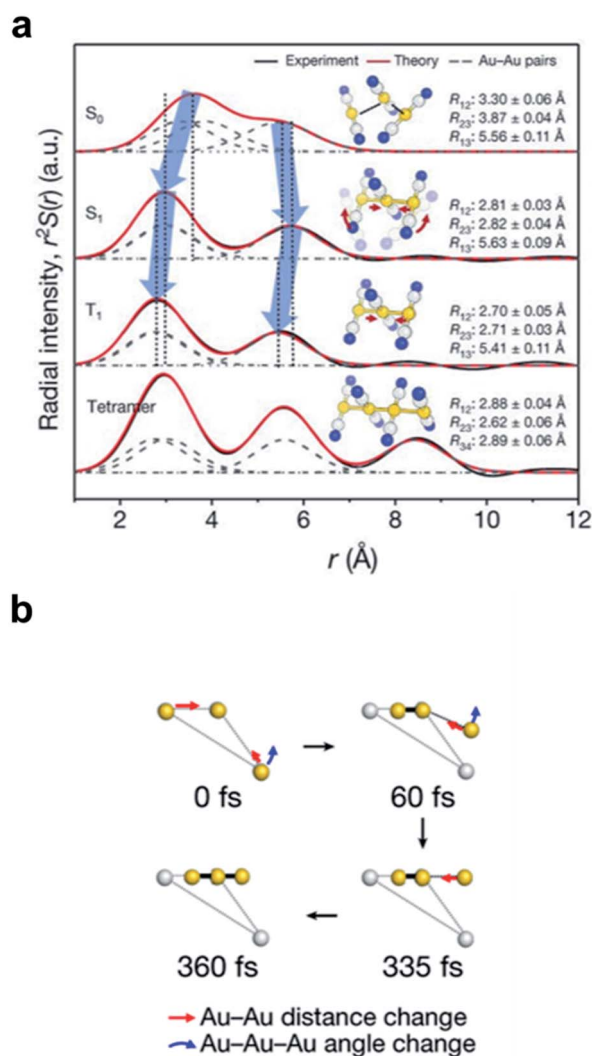 a
Experiment Theory Au–Au pairs
S0
R12: 3.30 ± 0.06 Å
R23: 3.87 ± 0.04 Å
R13: 5.56 ± 0.11 Å
S1
R12: 2.81 ± 0.03 Å
R23: 2.82 ± 0.04 Å
R13: 5.63 ± 0.09 Å
T1
R12: 2.70 ± 0.05 Å
R23: 2.71 ± 0.03 Å
R13: 5.41 ± 0.11 Å
Tetramer
R12: 2.88 ± 0.04 Å
R23: 2.62 ± 0.06 Å
R34: 2.89 ± 0.06 Å
Radial intensity, r²S(r) (a.u.)
2 4 6 8 10 12
r (Å)
b
0 fs
60 fs
360 fs
335 fs
Au–Au distance change
Au–Au–Au angle change